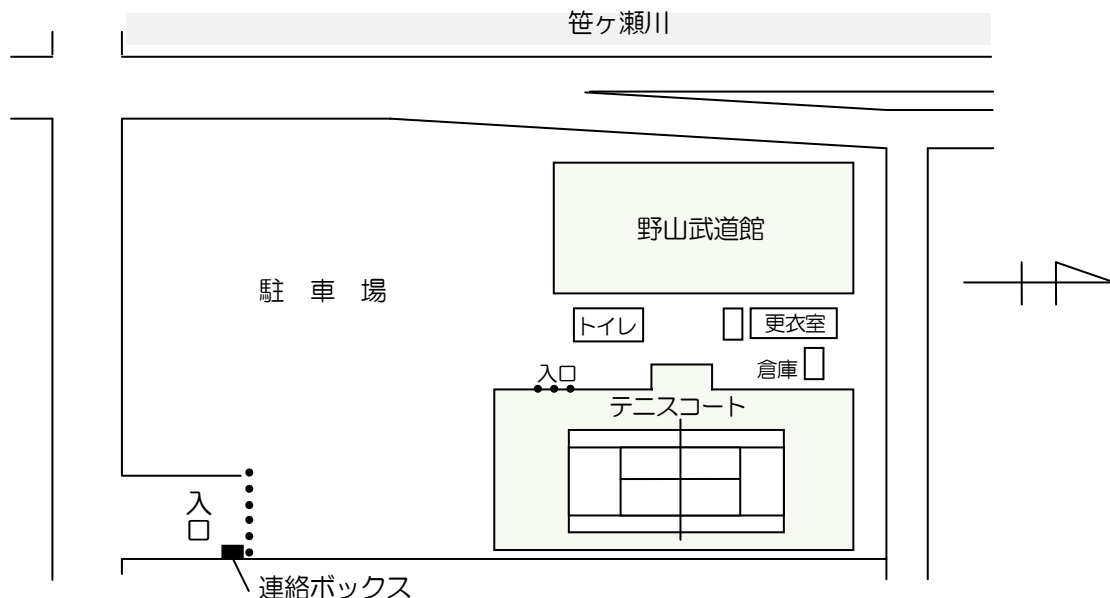 笹ヶ瀬川
野山武道館
駐車場
トイレ
更衣室
倉庫
入口
テニスコート
入口
連絡ボックス